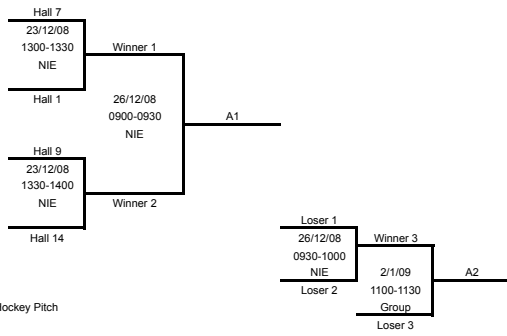 Hall 7
23/12/08
1300-1330
NIE
Winner 1
Hall 1
26/12/08
0900-0930
NIE
A1
Hall 9
23/12/08
1330-1400
NIE
Winner 2
Hall 14
Loser 1
26/12/08
0930-1000
NIE
Winner 3
Loser 2
2/1/09
1100-1130
Group
A2
Loser 3
Pitch